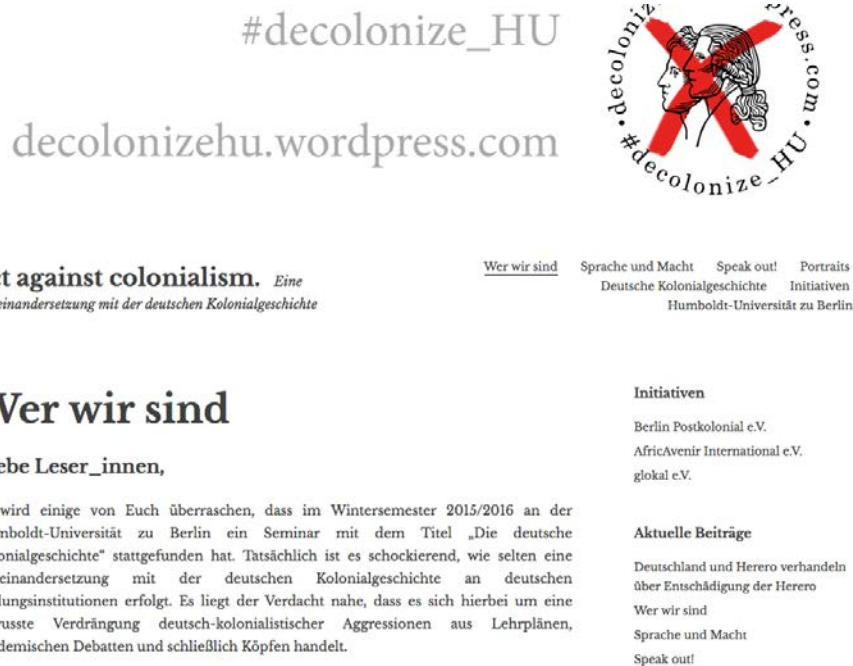 #decolonize_HU
decolonizehu.wordpress.com
• decoloniz ress.com •
#decolonize_HU
t against colonialism. Eine
einandersetzung mit der deutschen Kolonialgeschichte
Wer wir sind Sprache und Macht Speak out! Portraits
Deutsche Kolonialgeschichte Initiativen
Humboldt-Universität zu Berlin
Wer wir sind
ebe Leser_innen,
wird einige von Euch überraschen, dass im Wintersemester 2015/2016 an der
mboldt-Universität zu Berlin ein Seminar mit dem Titel „Die deutsche
onialgeschichte“ stattgefunden hat. Tatsächlich ist es schockierend, wie selten eine
einandersetzung mit der deutschen Kolonialgeschichte an deutschen
dungsinstitutionen erfolgt. Es liegt der Verdacht nahe, dass es sich hierbei um eine
usste Verdrängung deutsch-kolonialistischer Aggressionen aus Lehrplänen,
demischen Debatten und schließlich Köpfen handelt.
Initiativen
Berlin Postkolonial e.V.
AfricAvenir International e.V.
glokal e.V.
Aktuelle Beiträge
Deutschland und Herero verhandeln
über Entschädigung der Herero
Wer wir sind
Sprache und Macht
Speak out!